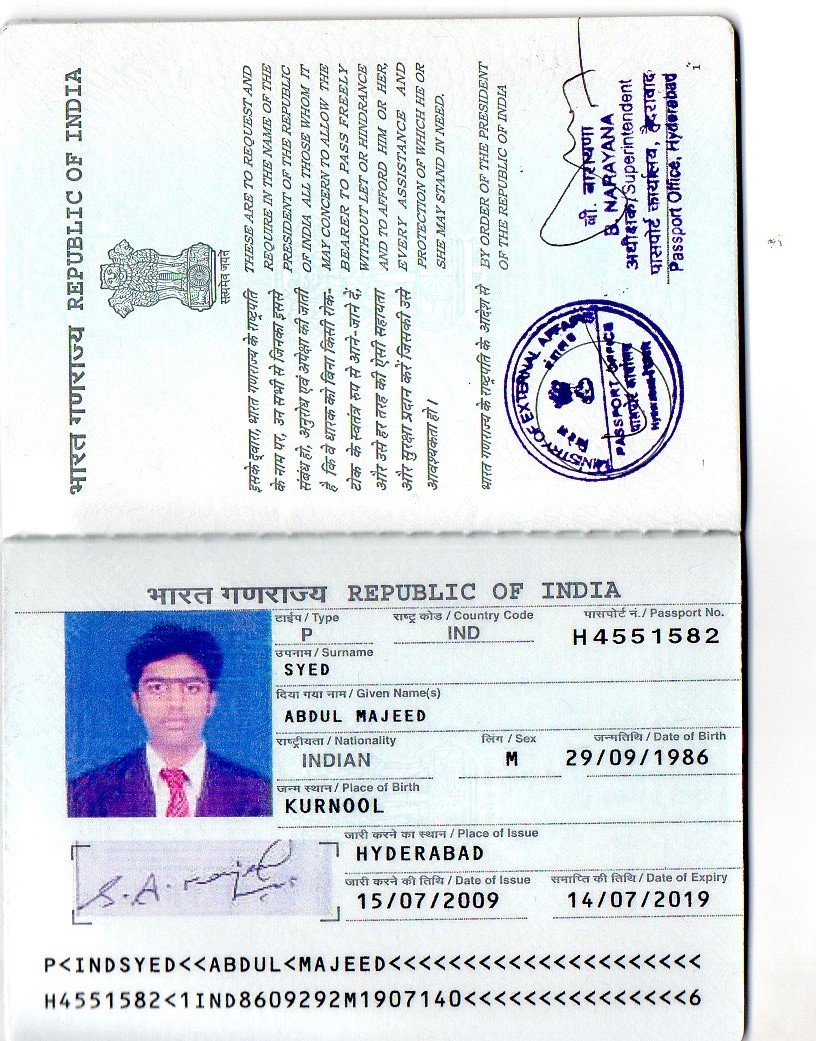 भारत गणराज्य REPUBLIC OF INDIA
सत्यमेव जयते
इसके द्वारा, भारत गणराज्य के राष्ट्रपति
के नाम पर, उन सभी से जिनका इससे
संबंध हो, अनुरोध एवं अपेक्षा की जाती
है कि वे धारक को बिना किसी रोक-
टोक के स्वतंत्र रुप से आने-जाने दें,
और उसे हर तरह की ऐसी सहायता
और सुरक्षा प्रदान करें जिसकी उसे
आवश्यकता हो।
THESE ARE TO REQUEST AND
REQUIRE IN THE NAME OF THE
PRESIDENT OF THE REPUBLIC
OF INDIA ALL THOSE WHOM IT
MAY CONCERN TO ALLOW THE
BEARER TO PASS FREELY
WITHOUT LET OR HINDRANCE
AND TO AFFORD HIM OR HER,
EVERY ASSISTANCE AND
PROTECTION OF WHICH HE OR
SHE MAY STAND IN NEED.
भारत गणराज्य के राष्ट्रपति के आदेश से
BY ORDER OF THE PRESIDENT
OF THE REPUBLIC OF INDIA
MINISTRY OF EXTERNAL AFFAIRS
PASSPORT OFFICE
पासपोर्ट कार्यालय
बी. नारायणा
B. NARAYANA
अधीक्षक/Superintendent
पासपोर्ट कार्यालय, हैदराबाद
Passport Office, Hyderabad
1
भारत गणराज्य REPUBLIC OF INDIA
टाईप / Type राष्ट्र कोड / Country Code पासपोर्ट नं. / Passport No.
P IND H4551582
उपनाम / Surname
SYED
दिया गया नाम / Given Name(s)
ABDUL MAJEED
राष्ट्रीयता / Nationality लिंग / Sex जन्मतिथि / Date of Birth
INDIAN M 29/09/1986
जन्म स्थान / Place of Birth
KURNOOL
जारी करने का स्थान / Place of Issue
HYDERABAD
जारी करने की तिथि / Date of Issue समाप्ति की तिथि / Date of Expiry
15/07/2009 14/07/2019
S.A. Majeed
P<INDSYED<<ABDUL<MAJEED<<<<<<<<<<<<<<<<<<<<<
H4551582<1IND8609292M1907140<<<<<<<<<<<<<<<6